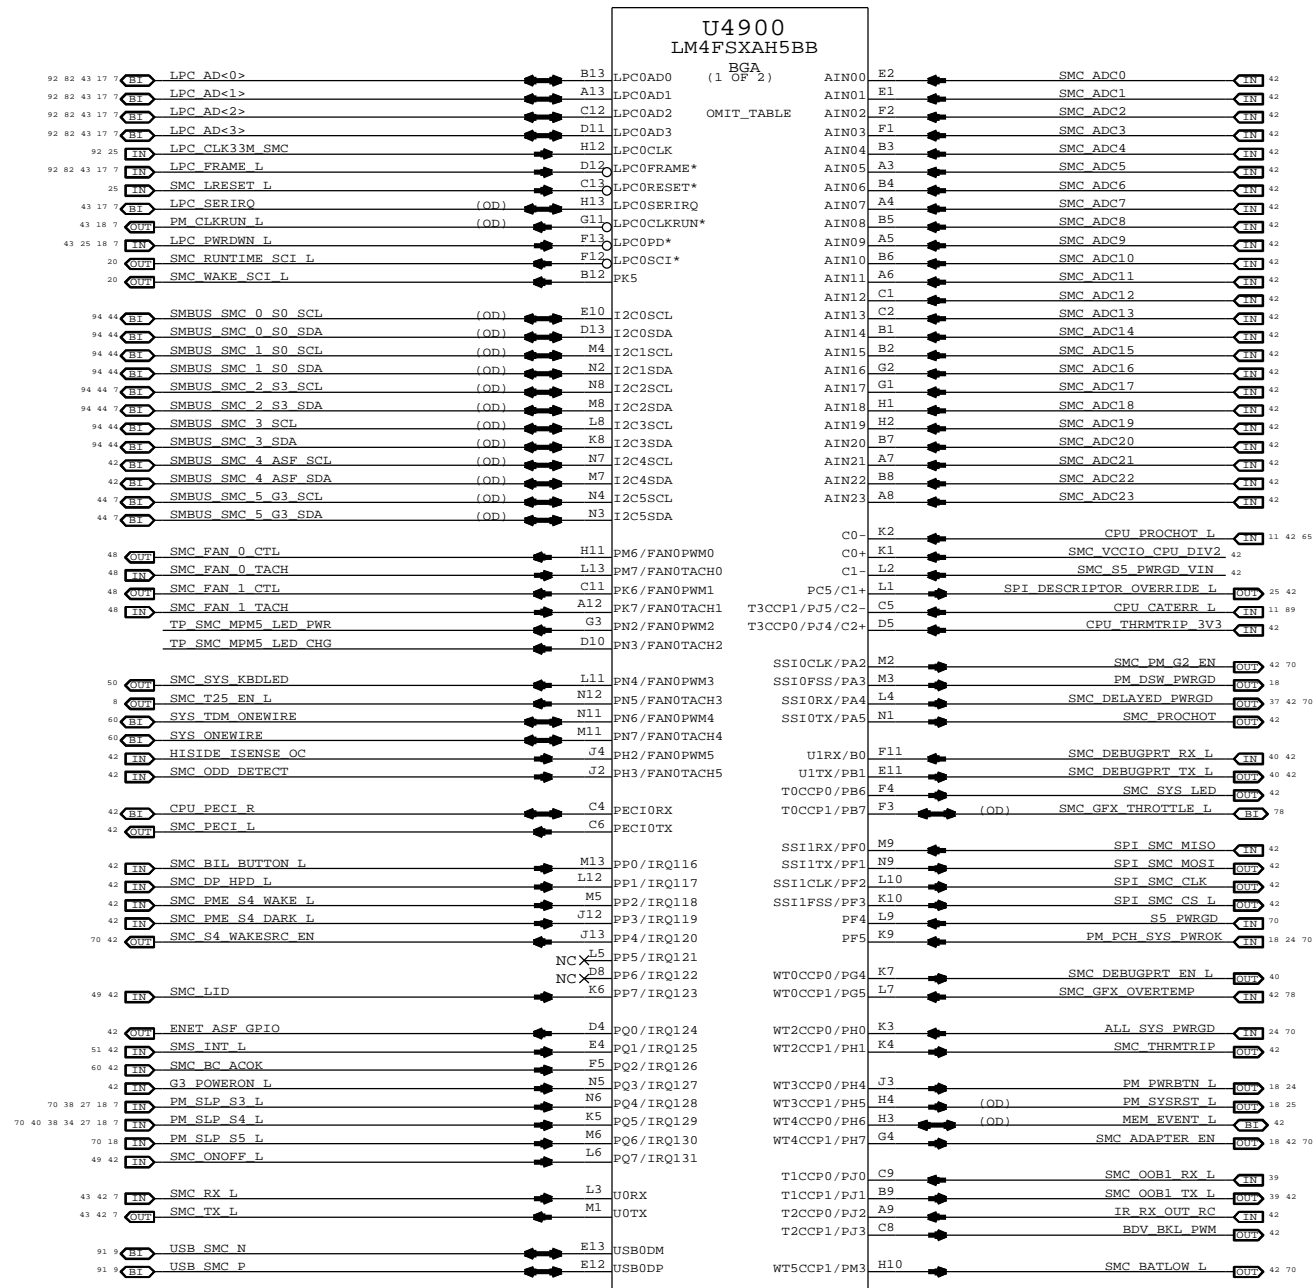 U4900
LM4FSXAH5BB
BGA
(1 OF 2)
OMIT_TABLE
92 82 43 17 7 BI LPC_AD<0> B13 LPC0AD0
92 82 43 17 7 BI LPC_AD<1> A13 LPC0AD1
92 82 43 17 7 BI LPC_AD<2> C12 LPC0AD2
92 82 43 17 7 BI LPC_AD<3> D11 LPC0AD3
92 25 IN LPC_CLK33M_SMC H12 LPC0CLK
92 82 43 17 7 IN LPC_FRAME_L D12 LPC0FRAME*
25 IN SMC_LRESET_L C13 LPC0RESET*
43 17 7 BI LPC_SERIRQ (OD) H13 LPC0SERIRQ
43 18 7 OUT PM_CLKRUN_L (OD) G11 LPC0CLKRUN*
43 25 18 7 IN LPC_PWRDWN_L F13 LPC0PD*
20 OUT SMC_RUNTIME_SCI_L F12 LPC0SCI*
20 OUT SMC_WAKE_SCI_L B12 PK5
94 44 BI SMBUS_SMC_0_S0_SCL (OD) E10 I2C0SCL
94 44 BI SMBUS_SMC_0_S0_SDA (OD) D13 I2C0SDA
94 44 BI SMBUS_SMC_1_S0_SCL (OD) M4 I2C1SCL
94 44 BI SMBUS_SMC_1_S0_SDA (OD) N2 I2C1SDA
94 44 7 BI SMBUS_SMC_2_S3_SCL (OD) N8 I2C2SCL
94 44 7 BI SMBUS_SMC_2_S3_SDA (OD) M8 I2C2SDA
94 44 BI SMBUS_SMC_3_SCL (OD) L8 I2C3SCL
94 44 BI SMBUS_SMC_3_SDA (OD) K8 I2C3SDA
42 BI SMBUS_SMC_4_ASF_SCL (OD) N7 I2C4SCL
42 BI SMBUS_SMC_4_ASF_SDA (OD) M7 I2C4SDA
44 7 BI SMBUS_SMC_5_G3_SCL (OD) N4 I2C5SCL
44 7 BI SMBUS_SMC_5_G3_SDA (OD) N3 I2C5SDA
48 OUT SMC_FAN_0_CTL H11 PM6/FAN0PWM0
48 IN SMC_FAN_0_TACH L13 PM7/FAN0TACH0
48 OUT SMC_FAN_1_CTL C11 PK6/FAN0PWM1
48 IN SMC_FAN_1_TACH A12 PK7/FAN0TACH1
TP_SMC_MPM5_LED_PWR G3 PN2/FAN0PWM2
TP_SMC_MPM5_LED_CHG D10 PN3/FAN0TACH2
50 OUT SMC_SYS_KBDLED L11 PN4/FAN0PWM3
8 OUT SMC_T25_EN_L N12 PN5/FAN0TACH3
60 BI SYS_TDM_ONEWIRE N11 PN6/FAN0PWM4
60 BI SYS_ONEWIRE M11 PN7/FAN0TACH4
42 IN HISIDE_ISENSE_OC J4 PH2/FAN0PWM5
42 IN SMC_ODD_DETECT J2 PH3/FAN0TACH5
42 BI CPU_PECI_R C4 PECI0RX
42 OUT SMC_PECI_L C6 PECI0TX
42 IN SMC_BIL_BUTTON_L M13 PP0/IRQ116
42 IN SMC_DP_HPD_L L12 PP1/IRQ117
42 IN SMC_PME_S4_WAKE_L M5 PP2/IRQ118
42 IN SMC_PME_S4_DARK_L J12 PP3/IRQ119
70 42 OUT SMC_S4_WAKESRC_EN J13 PP4/IRQ120
NC L5 PP5/IRQ121
NC D8 PP6/IRQ122
49 42 IN SMC_LID K6 PP7/IRQ123
42 OUT ENET_ASF_GPIO D4 PQ0/IRQ124
51 42 IN SMS_INT_L E4 PQ1/IRQ125
60 42 IN SMC_BC_ACOK F5 PQ2/IRQ126
42 IN G3_POWERON_L N5 PQ3/IRQ127
70 38 27 18 7 IN PM_SLP_S3_L N6 PQ4/IRQ128
70 40 38 34 27 18 7 IN PM_SLP_S4_L K5 PQ5/IRQ129
70 18 IN PM_SLP_S5_L M6 PQ6/IRQ130
49 42 IN SMC_ONOFF_L L6 PQ7/IRQ131
43 42 7 IN SMC_RX_L L3 U0RX
43 42 7 OUT SMC_TX_L M1 U0TX
91 9 BI USB_SMC_N E13 USB0DM
91 9 BI USB_SMC_P E12 USB0DP
AIN00 E2 SMC_ADC0 IN 42
AIN01 E1 SMC_ADC1 IN 42
AIN02 F2 SMC_ADC2 IN 42
AIN03 F1 SMC_ADC3 IN 42
AIN04 B3 SMC_ADC4 IN 42
AIN05 A3 SMC_ADC5 IN 42
AIN06 B4 SMC_ADC6 IN 42
AIN07 A4 SMC_ADC7 IN 42
AIN08 B5 SMC_ADC8 IN 42
AIN09 A5 SMC_ADC9 IN 42
AIN10 B6 SMC_ADC10 IN 42
AIN11 A6 SMC_ADC11 IN 42
AIN12 C1 SMC_ADC12 IN 42
AIN13 C2 SMC_ADC13 IN 42
AIN14 B1 SMC_ADC14 IN 42
AIN15 B2 SMC_ADC15 IN 42
AIN16 G2 SMC_ADC16 IN 42
AIN17 G1 SMC_ADC17 IN 42
AIN18 H1 SMC_ADC18 IN 42
AIN19 H2 SMC_ADC19 IN 42
AIN20 B7 SMC_ADC20 IN 42
AIN21 A7 SMC_ADC21 IN 42
AIN22 B8 SMC_ADC22 IN 42
AIN23 A8 SMC_ADC23 IN 42
C0- K2 CPU_PROCHOT_L IN 11 42 65
C0+ K1 SMC_VCCIO_CPU_DIV2 42
C1- L2 SMC_S5_PWRGD_VIN 42
PC5/C1+ L1 SPI_DESCRIPTOR_OVERRIDE_L OUT 25 42
T3CCP1/PJ5/C2- C5 CPU_CATERR_L IN 11 89
T3CCP0/PJ4/C2+ D5 CPU_THRMTRIP_3V3 IN 42
SSI0CLK/PA2 M2 SMC_PM_G2_EN OUT 42 70
SSI0FSS/PA3 M3 PM_DSW_PWRGD OUT 18
SSI0RX/PA4 L4 SMC_DELAYED_PWRGD OUT 37 42 70
SSI0TX/PA5 N1 SMC_PROCHOT OUT 42
U1RX/B0 F11 SMC_DEBUGPRT_RX_L IN 40 42
U1TX/PB1 E11 SMC_DEBUGPRT_TX_L OUT 40 42
T0CCP0/PB6 F4 SMC_SYS_LED OUT 42
T0CCP1/PB7 F3 (OD) SMC_GFX_THROTTLE_L BI 78
SSI1RX/PF0 M9 SPI_SMC_MISO IN 42
SSI1TX/PF1 N9 SPI_SMC_MOSI OUT 42
SSI1CLK/PF2 L10 SPI_SMC_CLK OUT 42
SSI1FSS/PF3 K10 SPI_SMC_CS_L OUT 42
PF4 L9 S5_PWRGD IN 70
PF5 K9 PM_PCH_SYS_PWROK IN 18 24 70
WT0CCP0/PG4 K7 SMC_DEBUGPRT_EN_L OUT 40
WT0CCP1/PG5 L7 SMC_GFX_OVERTEMP IN 42 78
WT2CCP0/PH0 K3 ALL_SYS_PWRGD IN 24 70
WT2CCP1/PH1 K4 SMC_THRMTRIP OUT 42
WT3CCP0/PH4 J3 PM_PWRBTN_L OUT 18 24
WT3CCP1/PH5 H4 (OD) PM_SYSRST_L OUT 18 25
WT4CCP0/PH6 H3 (OD) MEM_EVENT_L BI 42
WT4CCP1/PH7 G4 SMC_ADAPTER_EN OUT 18 42 70
T1CCP0/PJ0 C9 SMC_OOB1_RX_L IN 39
T1CCP1/PJ1 B9 SMC_OOB1_TX_L OUT 39 42
T2CCP0/PJ2 A9 IR_RX_OUT_RC IN 42
T2CCP1/PJ3 C8 BDV_BKL_PWM OUT 42
WT5CCP1/PM3 H10 SMC_BATLOW_L OUT 42 70